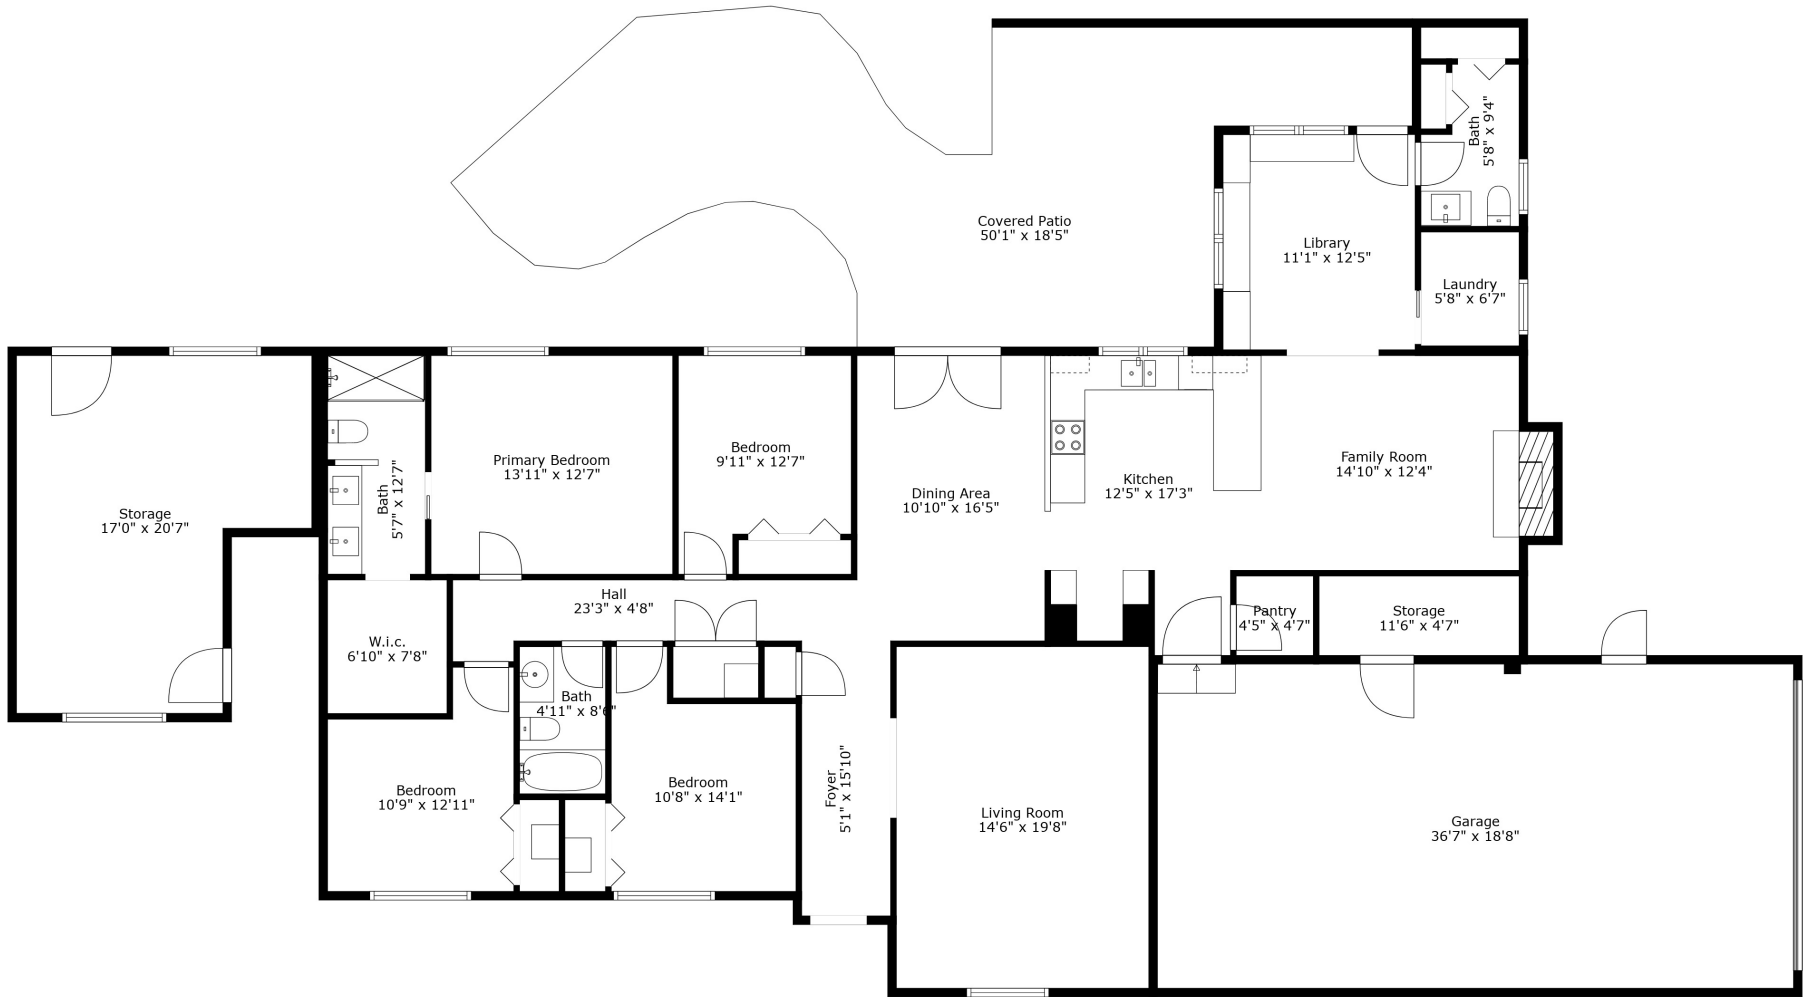 Bath
5'8" x 9'4"
Covered Patio
50'1" x 18'5"
Library
11'1" x 12'5"
Laundry
5'8" x 6'7"
Storage
17'0" x 20'7"
Bath
5'7" x 12'7"
Primary Bedroom
13'11" x 12'7"
Bedroom
9'11" x 12'7"
Dining Area
10'10" x 16'5"
Kitchen
12'5" x 17'3"
Family Room
14'10" x 12'4"
Hall
23'3" x 4'8"
Pantry
4'5" x 4'7"
Storage
11'6" x 4'7"
W.i.c.
6'10" x 7'8"
Bath
4'11" x 8'6"
Bedroom
10'9" x 12'11"
Bedroom
10'8" x 14'1"
Foyer
5'1" x 15'10"
Living Room
14'6" x 19'8"
Garage
36'7" x 18'8"